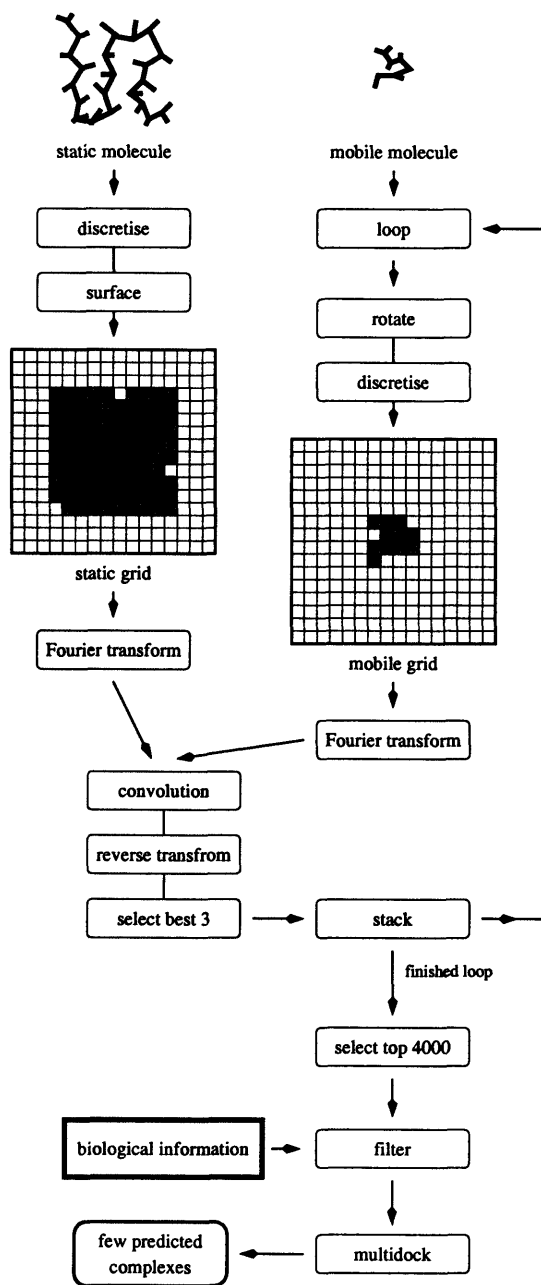 static molecule
mobile molecule
discretise
loop
surface
rotate
discretise
static grid
mobile grid
Fourier transform
Fourier transform
convolution
reverse transfrom
select best 3
stack
finished loop
select top 4000
biological information
filter
few predicted
complexes
multidock